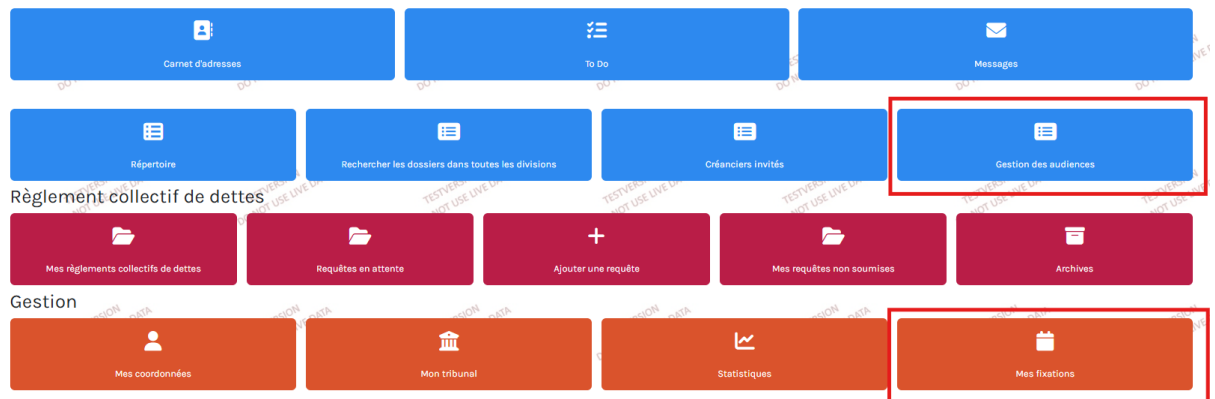 Carnet d'adresses
To Do
Messages
Répertoire
Rechercher les dossiers dans toutes les divisions
Créanciers invités
Gestion des audiences
Règlement collectif de dettes
Mes règlements collectifs de dettes
Requêtes en attente
Ajouter une requête
Mes requêtes non soumises
Archives
Gestion
Mes coordonnées
Mon tribunal
Statistiques
Mes fixations